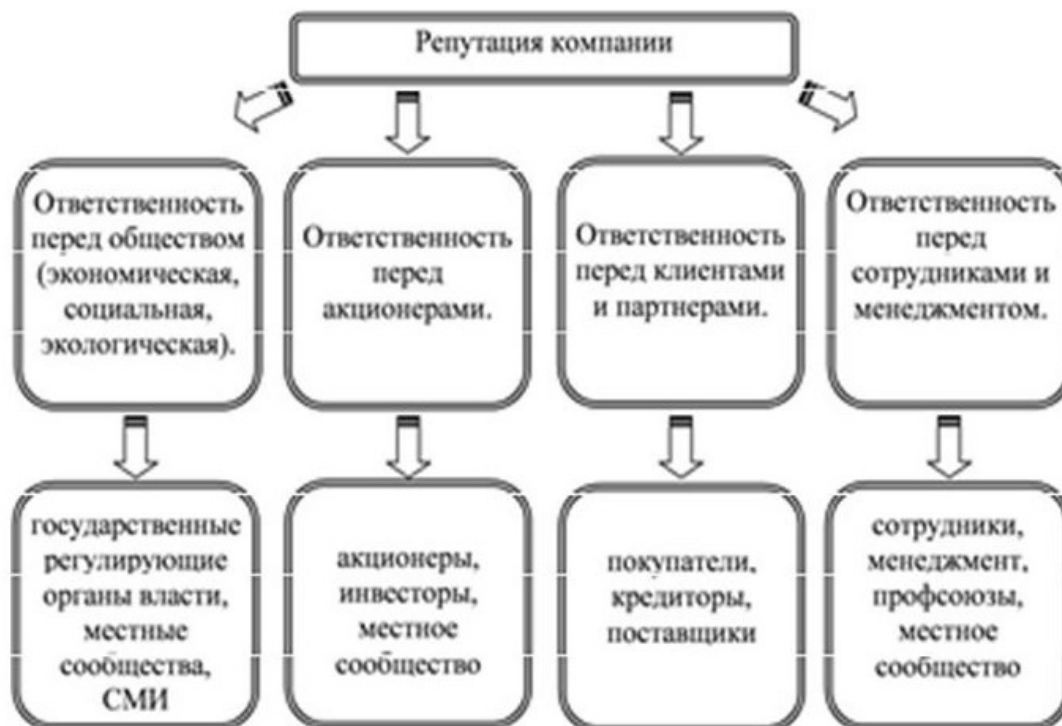 Репутация компании
Ответственность
перед обществом
(экономическая,
социальная,
экологическая).
Ответственность
перед
акционерами.
Ответственность
перед клиентами
и партнерами.
Ответственность
перед
сотрудниками и
менеджментом.
государственные
регулирующие
органы власти,
местные
сообщества,
СМИ
акционеры,
инвесторы,
местное
сообщество
покупатели,
кредиторы,
поставщики
сотрудники,
менеджмент,
профсоюзы,
местное
сообщество